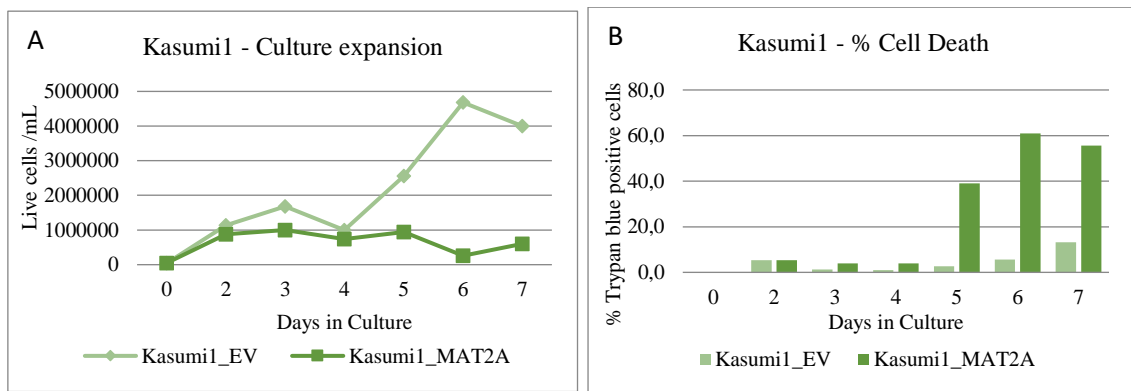 A
Kasumi1 - Culture expansion
Live cells /mL
5000000
4000000
3000000
2000000
1000000
0
0 2 3 4 5 6 7
Days in Culture
Kasumi1_EV Kasumi1_MAT2A
B
Kasumi1 - % Cell Death
% Trypan blue positive cells
80,0
60,0
40,0
20,0
0,0
0 2 3 4 5 6 7
Days in Culture
Kasumi1_EV Kasumi1_MAT2A